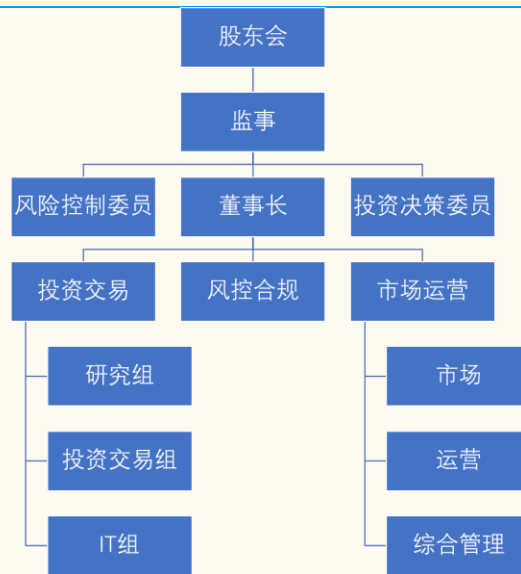 股东会
监事
风险控制委员
董事长
投资决策委员
投资交易
风控合规
市场运营
研究组
市场
投资交易组
运营
IT组
综合管理